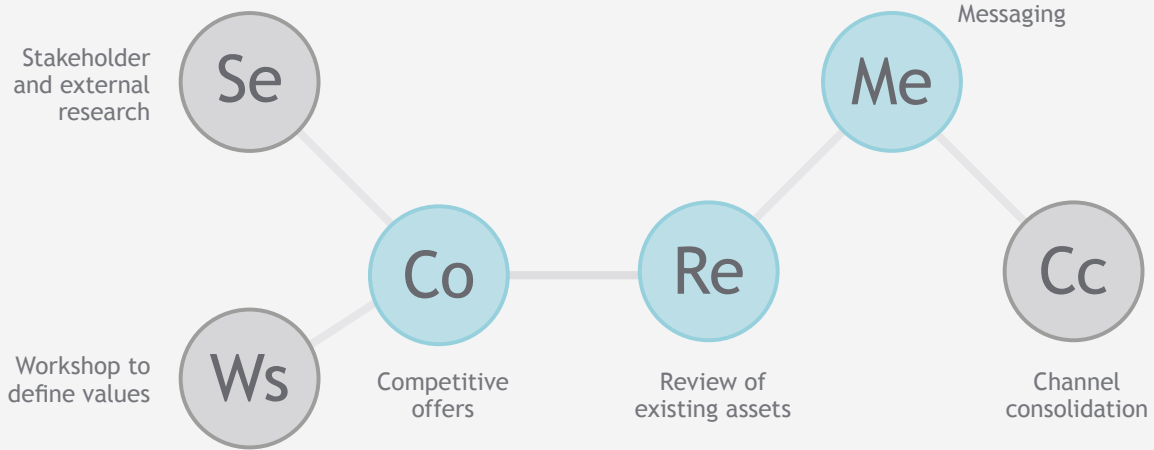 Messaging
Stakeholder
and external
research
Se
Me
Co
Re
Cc
Workshop to
define values
Ws
Competitive
offers
Review of
existing assets
Channel
consolidation